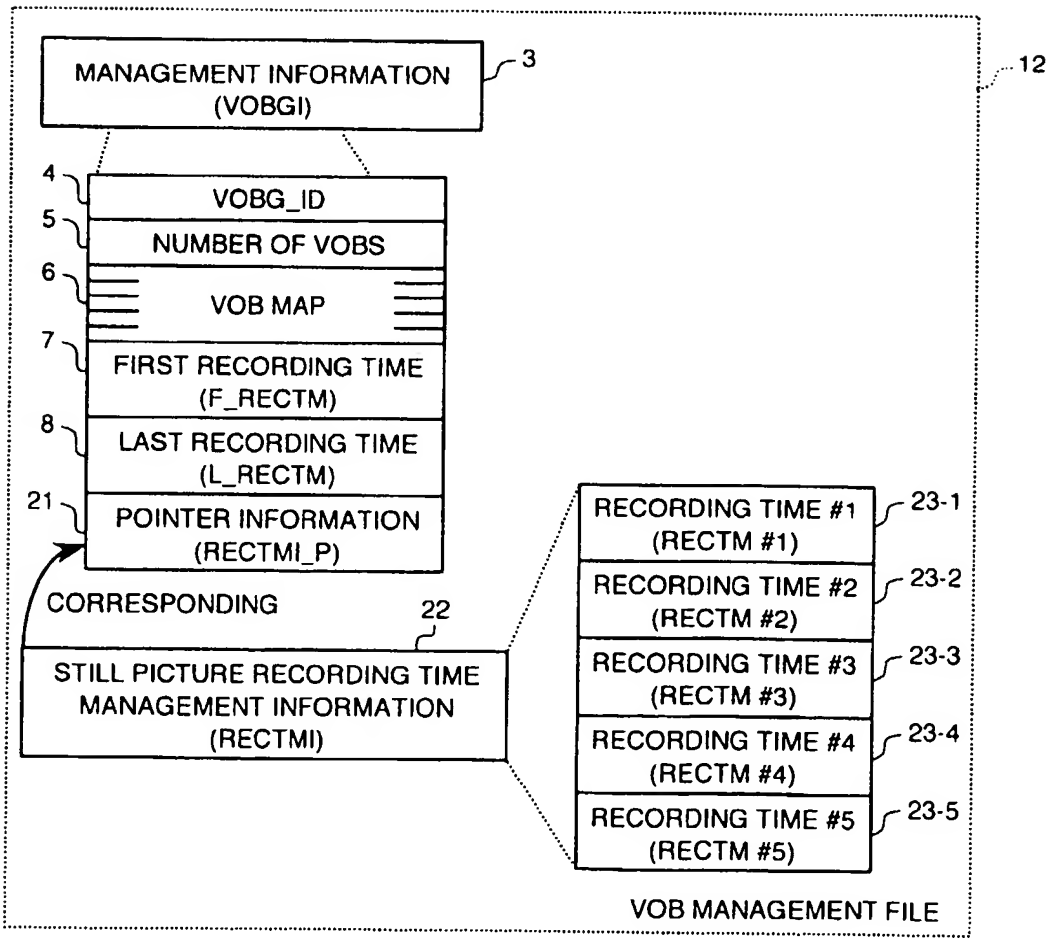 MANAGEMENT INFORMATION
(VOBGI)
3
12
4
VOBG_ID
5
NUMBER OF VOBS
6
VOB MAP
7
FIRST RECORDING TIME
(F_RECTM)
8
LAST RECORDING TIME
(L_RECTM)
21
POINTER INFORMATION
(RECTMI_P)
CORRESPONDING
22
STILL PICTURE RECORDING TIME
MANAGEMENT INFORMATION
(RECTMI)
RECORDING TIME #1
(RECTM #1)
23-1
RECORDING TIME #2
(RECTM #2)
23-2
RECORDING TIME #3
(RECTM #3)
23-3
RECORDING TIME #4
(RECTM #4)
23-4
RECORDING TIME #5
(RECTM #5)
23-5
VOB MANAGEMENT FILE